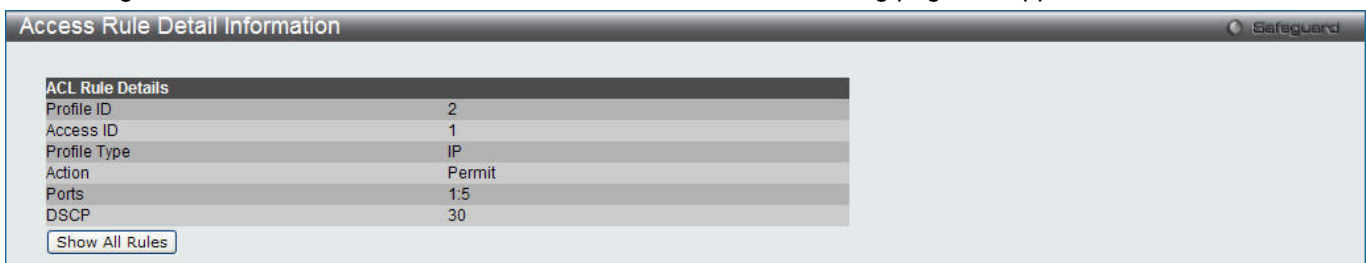 Access Rule Detail Information
Safeguard
ACL Rule Details
Profile ID 2
Access ID 1
Profile Type IP
Action Permit
Ports 1:5
DSCP 30
Show All Rules